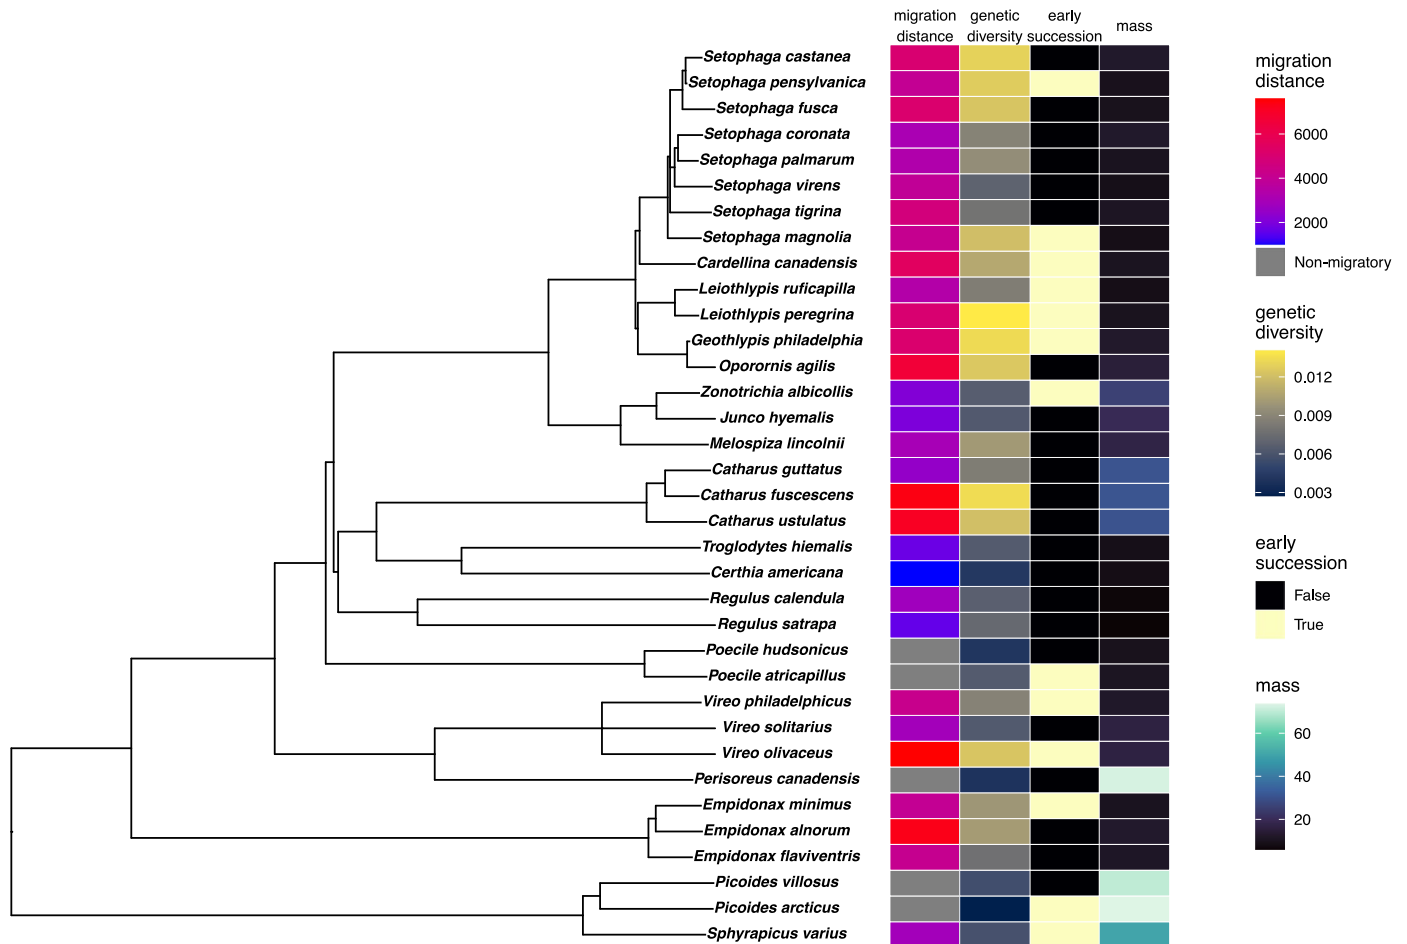 migration distance
genetic diversity
early succession
mass
Setophaga castanea
Setophaga pensylvanica
Setophaga fusca
Setophaga coronata
Setophaga palmarum
Setophaga virens
Setophaga tigrina
Setophaga magnolia
Cardellina canadensis
Leiothlypis ruficapilla
Leiothlypis peregrina
Geothlypis philadelphia
Oporornis agilis
Zonotrichia albicollis
Junco hyemalis
Melospiza lincolnii
Catharus guttatus
Catharus fuscescens
Catharus ustulatus
Troglodytes hiemalis
Certhia americana
Regulus calendula
Regulus satrapa
Poecile hudsonicus
Poecile atricapillus
Vireo philadelphicus
Vireo solitarius
Vireo olivaceus
Perisoreus canadensis
Empidonax minimus
Empidonax alnorum
Empidonax flaviventris
Picoides villosus
Picoides arcticus
Sphyrapicus varius
migration
distance
6000
4000
2000
Non-migratory
genetic
diversity
0.012
0.009
0.006
0.003
early
succession
False
True
mass
60
40
20